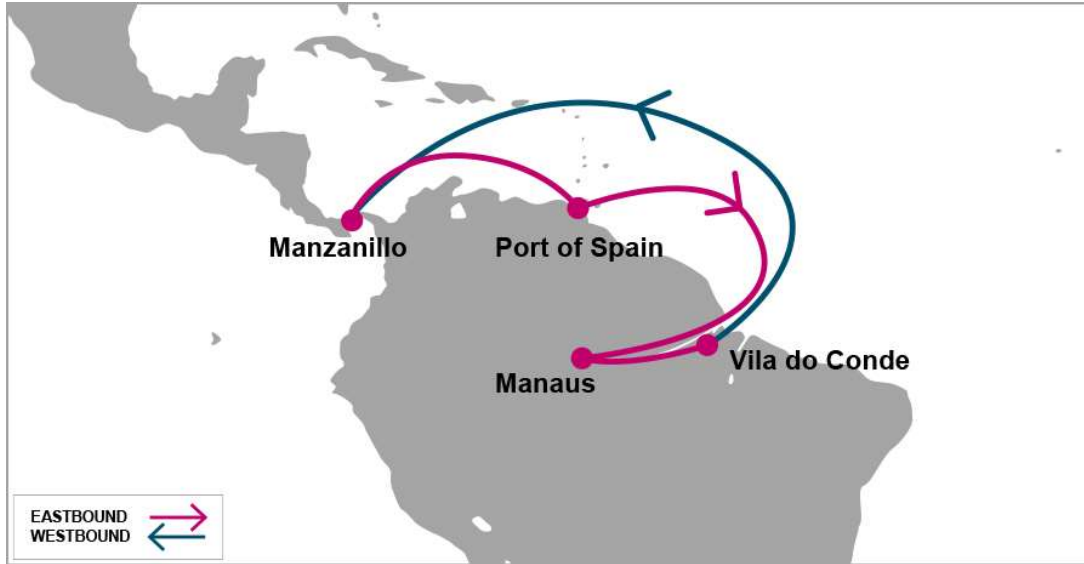 Manzanillo
Port of Spain
Manaus
Vila do Conde
EASTBOUND
WESTBOUND